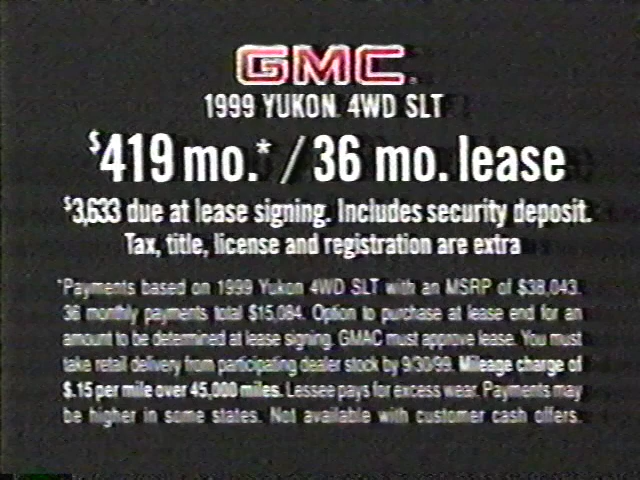 GMC
1999 YUKON 4WD SLT
$419 mo.* / 36 mo. lease
$3,633 due at lease signing. Includes security deposit.
Tax, title, license and registration are extra
*Payments based on 1999 Yukon 4WD SLT with an MSRP of $38,043.
36 monthly payments total $15,084. Option to purchase at lease end for an
amount to be determined at lease signing. GMAC must approve lease. You must
take retail delivery from participating dealer stock by 9/30/99. Mileage charge of
$.15 per mile over 45,000 miles. Lessee pays for excess wear. Payments may
be higher in some states. Not available with customer cash offers.